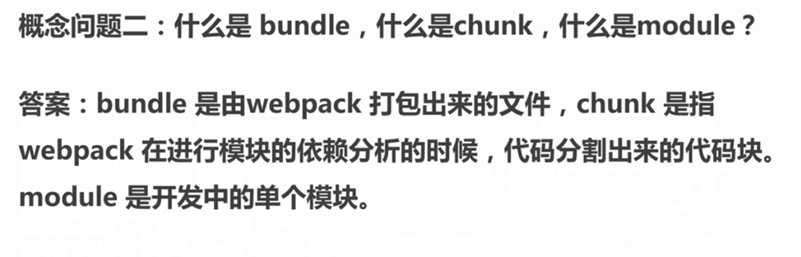 概念问题二：什么是 bundle，什么是chunk，什么是module？
答案：bundle 是由webpack 打包出来的文件，chunk 是指
webpack 在进行模块的依赖分析的时候，代码分割出来的代码块。
module 是开发中的单个模块。